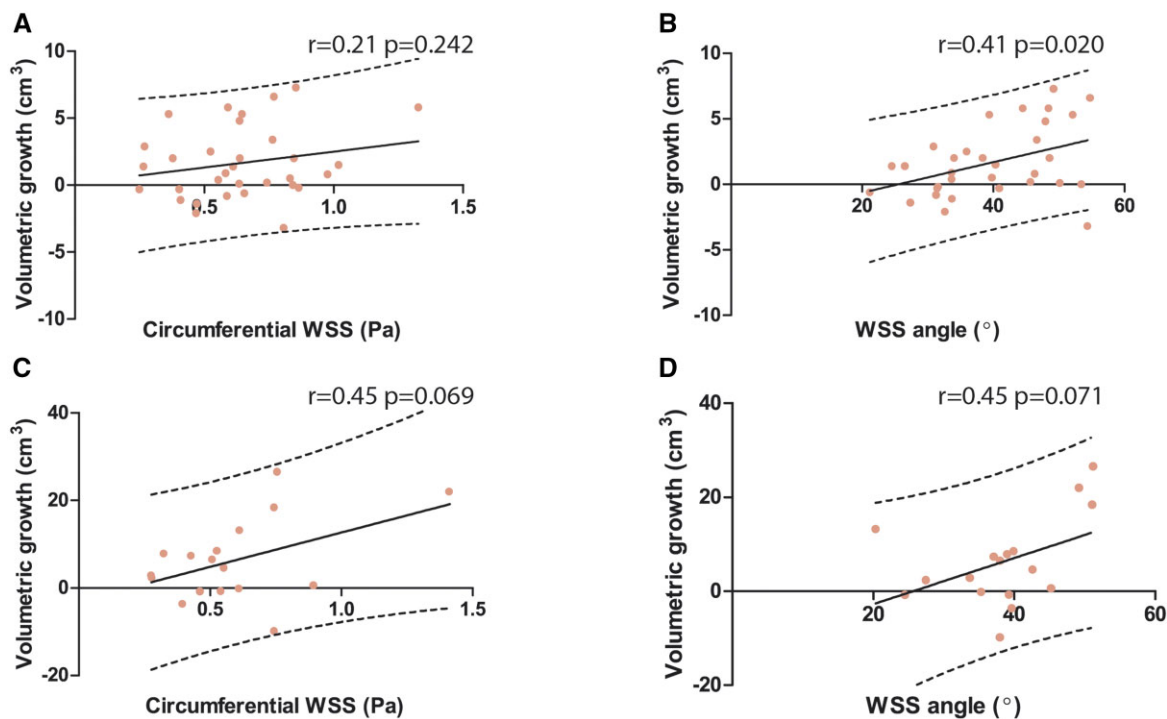 A
r=0.21 p=0.242
Volumetric growth (cm³)
10
5
0
-5
-10
0.5
1.0
1.5
Circumferential WSS (Pa)
B
r=0.41 p=0.020
Volumetric growth (cm³)
10
5
0
-5
-10
20
40
60
WSS angle (°)
C
r=0.45 p=0.069
Volumetric growth (cm³)
40
20
0
-20
0.5
1.0
1.5
Circumferential WSS (Pa)
D
r=0.45 p=0.071
Volumetric growth (cm³)
40
20
0
-20
20
40
60
WSS angle (°)